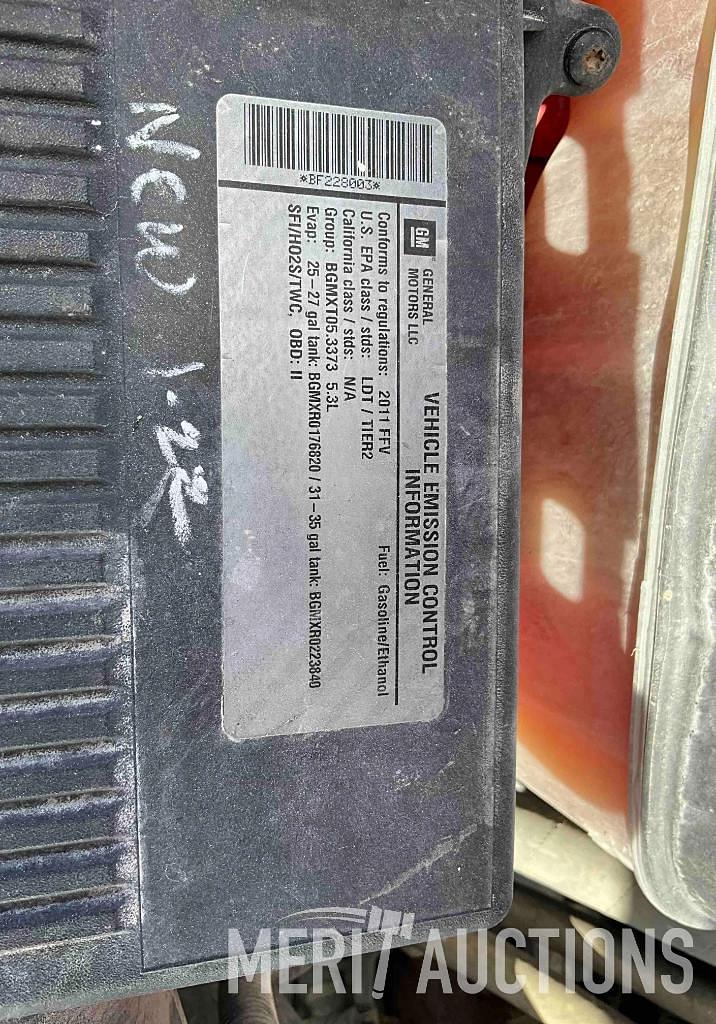 *BF228003*
GM
GENERAL
MOTORS LLC
VEHICLE EMISSION CONTROL
INFORMATION
Conforms to regulations: 2011 FFV Fuel: Gasoline/Ethanol
U.S. EPA class / stds: LDT / TIER2
California class / stds: N/A
Group: BGMXT05.3373 5.3L
Evap: 25-27 gal tank: BGMXR0176820 / 31-35 gal tank: BGMXR0223840
SFI/HO2S/TWC, OBD: II
NEW 1.22
MERIT AUCTIONS